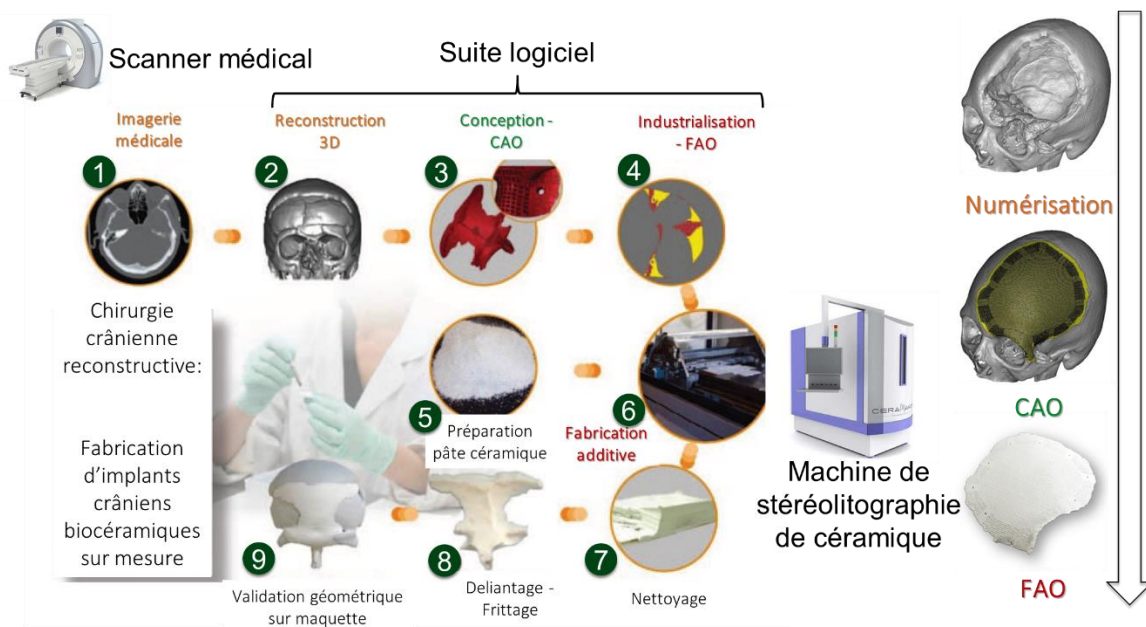 Scanner médical
Suite logiciel
Imagerie
médicale
Reconstruction
3D
Conception -
CAO
Industrialisation
- FAO
1
2
3
4
Chirurgie
crânienne
reconstructive:
Fabrication
d’implants
crâniens
biocéramiques
sur mesure
5
Préparation
pâte céramique
6
Fabrication
additive
7
Nettoyage
8
Deliantage -
Frittage
9
Validation géométrique
sur maquette
Machine de
stéréolitographie
de céramique
Numérisation
CAO
FAO